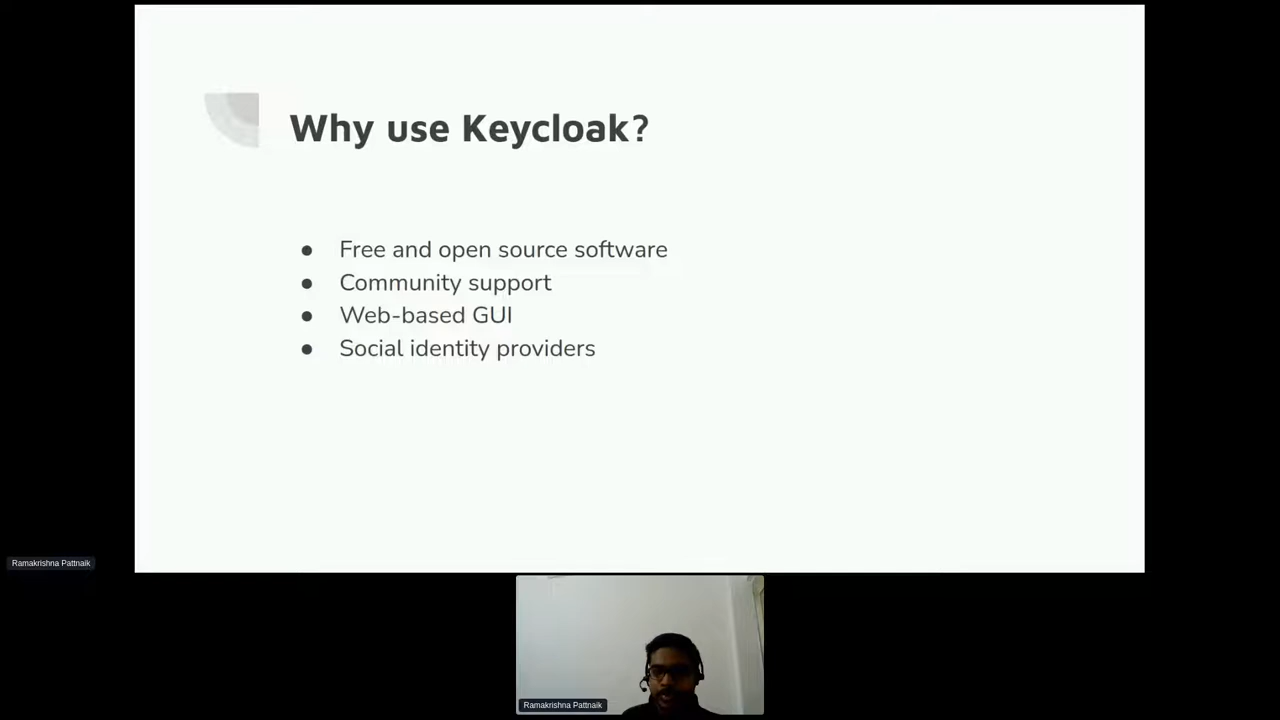 Why use Keycloak?
● Free and open source software
● Community support
● Web-based GUI
● Social identity providers
Ramakrishna Pattnaik
Ramakrishna Pattnaik